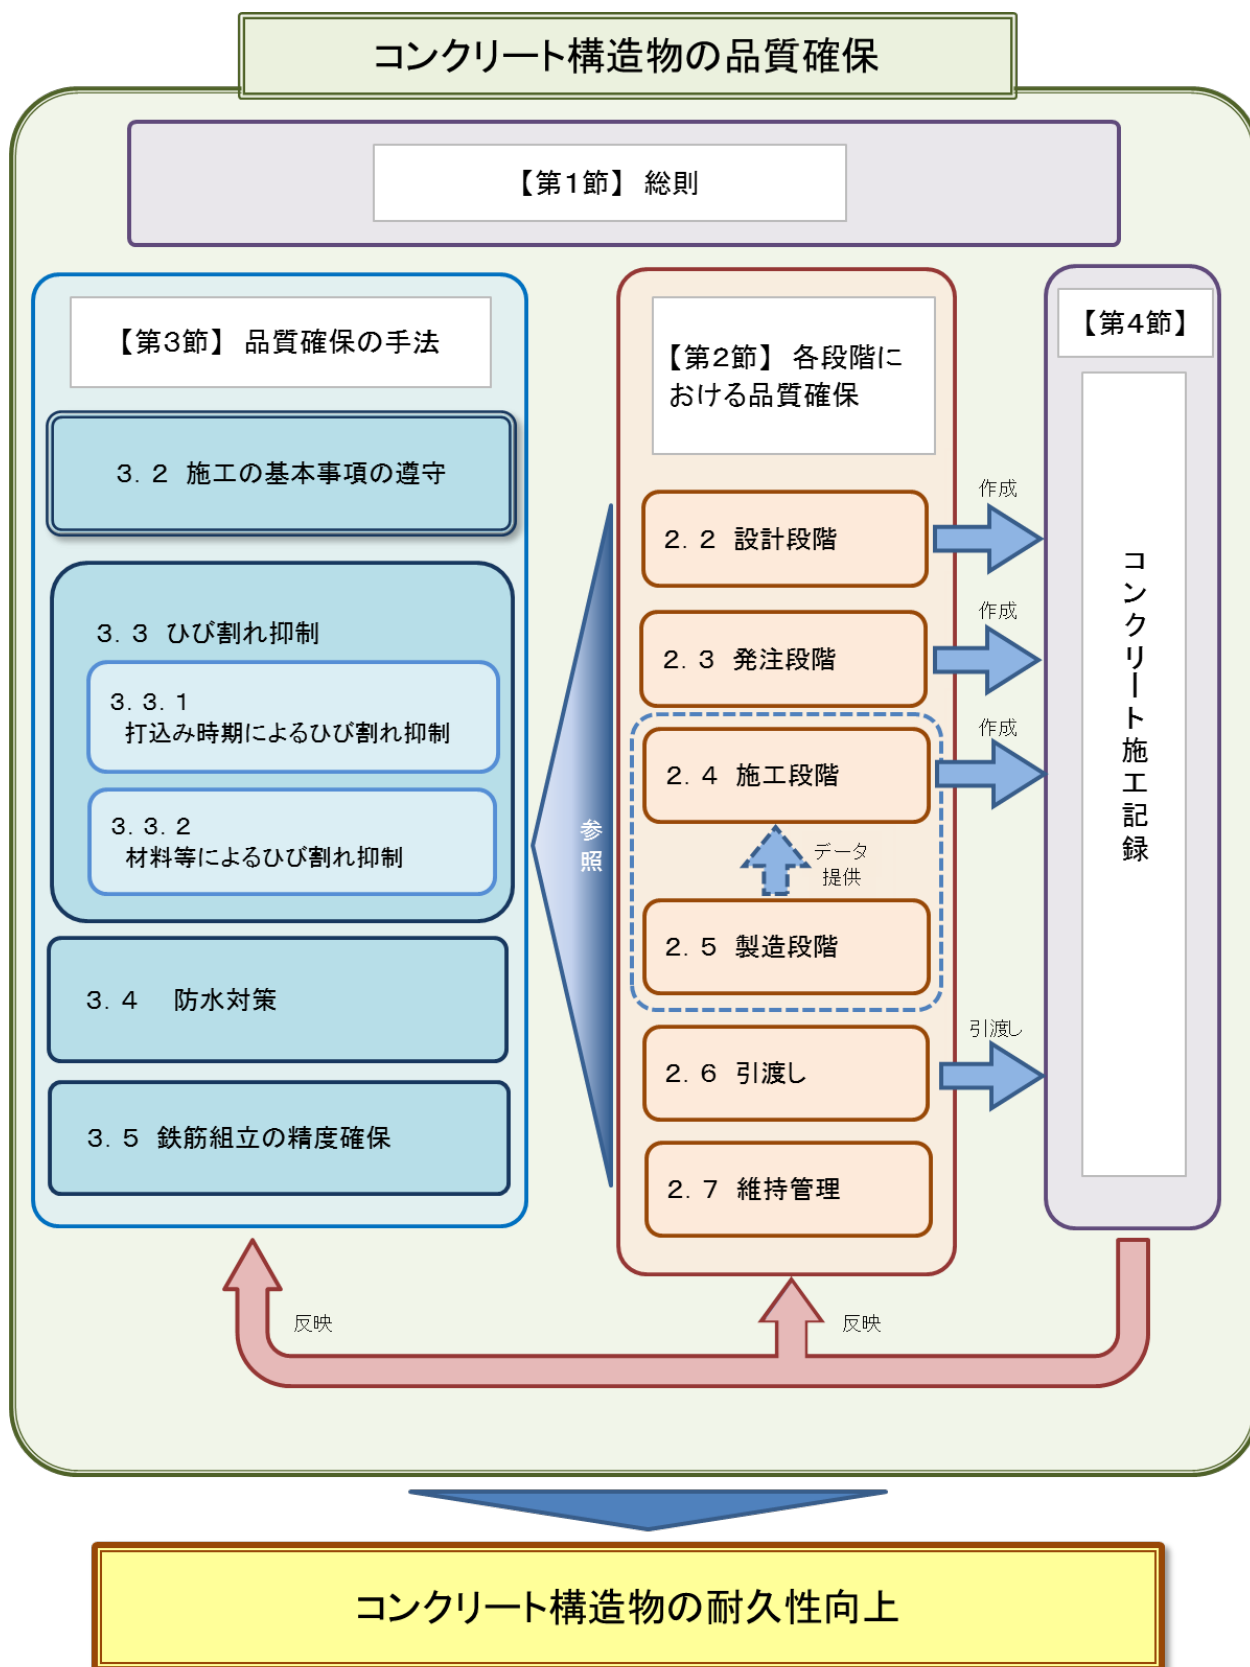 コンクリート構造物の品質確保
【第1節】 総則
【第3節】 品質確保の手法
3．2 施工の基本事項の遵守
3．3 ひび割れ抑制
3．3．1
打込み時期によるひび割れ抑制
3．3．2
材料等によるひび割れ抑制
3．4 防水対策
3．5 鉄筋組立の精度確保
参照
【第2節】 各段階に
おける品質確保
2．2 設計段階
2．3 発注段階
2．4 施工段階
データ
提供
2．5 製造段階
2．6 引渡し
2．7 維持管理
作成
作成
作成
引渡し
【第4節】
コンクリート施工記録
反映
反映
コンクリート構造物の耐久性向上